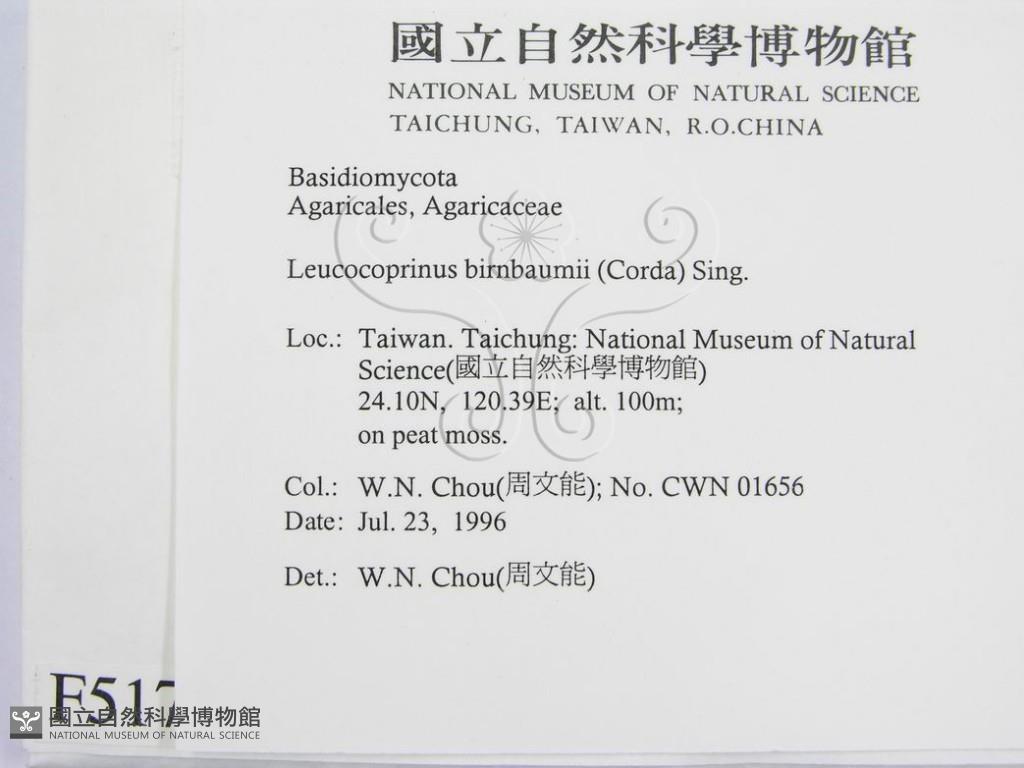 國立自然科學博物館
NATIONAL MUSEUM OF NATURAL SCIENCE
TAICHUNG, TAIWAN, R.O.CHINA
Basidiomycota
Agaricales, Agaricaceae
Leucocoprinus birnbaumii (Corda) Sing.
Loc.: Taiwan. Taichung: National Museum of Natural
Science(國立自然科學博物館)
24.10N, 120.39E; alt. 100m;
on peat moss.
Col.: W.N. Chou(周文能); No. CWN 01656
Date: Jul. 23, 1996
Det.: W.N. Chou(周文能)
F517
國立自然科學博物館
NATIONAL MUSEUM OF NATURAL SCIENCE